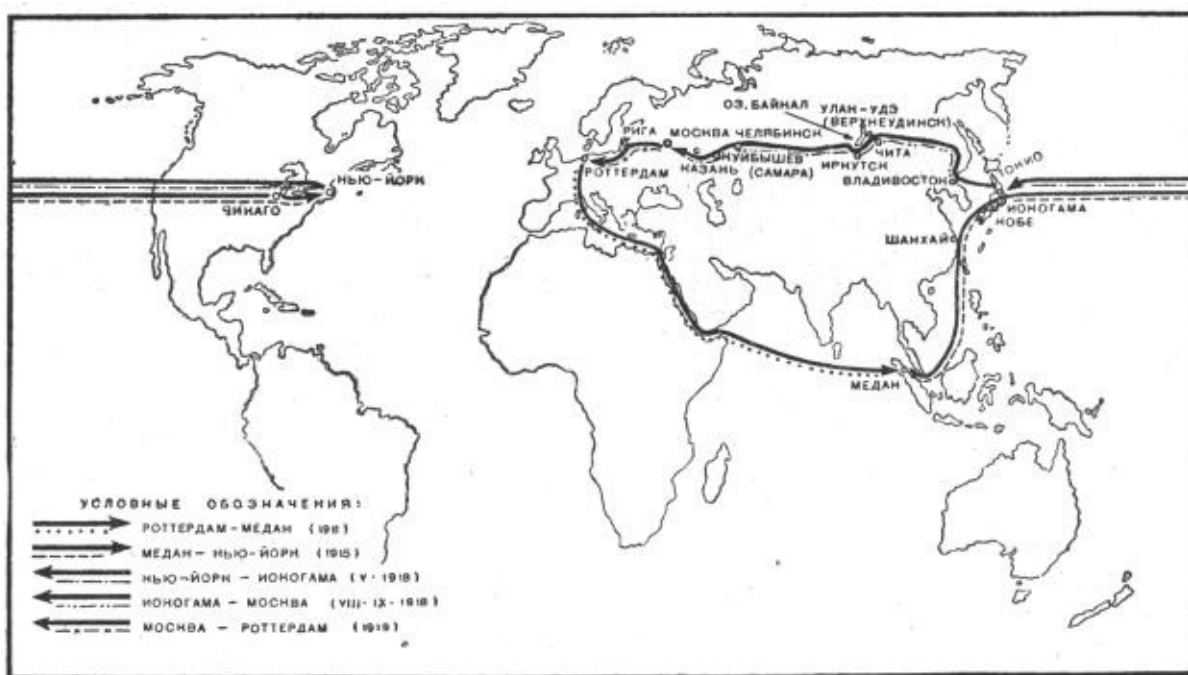 ОЗ. БАЙКАЛ
УЛАН-УДЭ
(ВЕРХНЕУДИНСК)
РИГА
МОСКВА
ЧЕЛЯБИНСК
ЧИТА
ТОКИО
КУЙБЫШЕВ
(САМАРА)
КАЗАНЬ
ИРКУТСК
РОТТЕРДАМ
ВЛАДИВОСТОК
НЬЮ-ЙОРК
ЧИКАГО
ИОКОГАМА
КОБЕ
ШАНХАЙ
МЕДАН
УСЛОВНЫЕ ОБОЗНАЧЕНИЯ:
РОТТЕРДАМ-МЕДАН (1911)
МЕДАН-НЬЮ-ЙОРК (1915)
НЬЮ-ЙОРК - ИОКОГАМА (V-1918)
ИОКОГАМА - МОСКВА (VIII-IX-1918)
МОСКВА - РОТТЕРДАМ (1919)